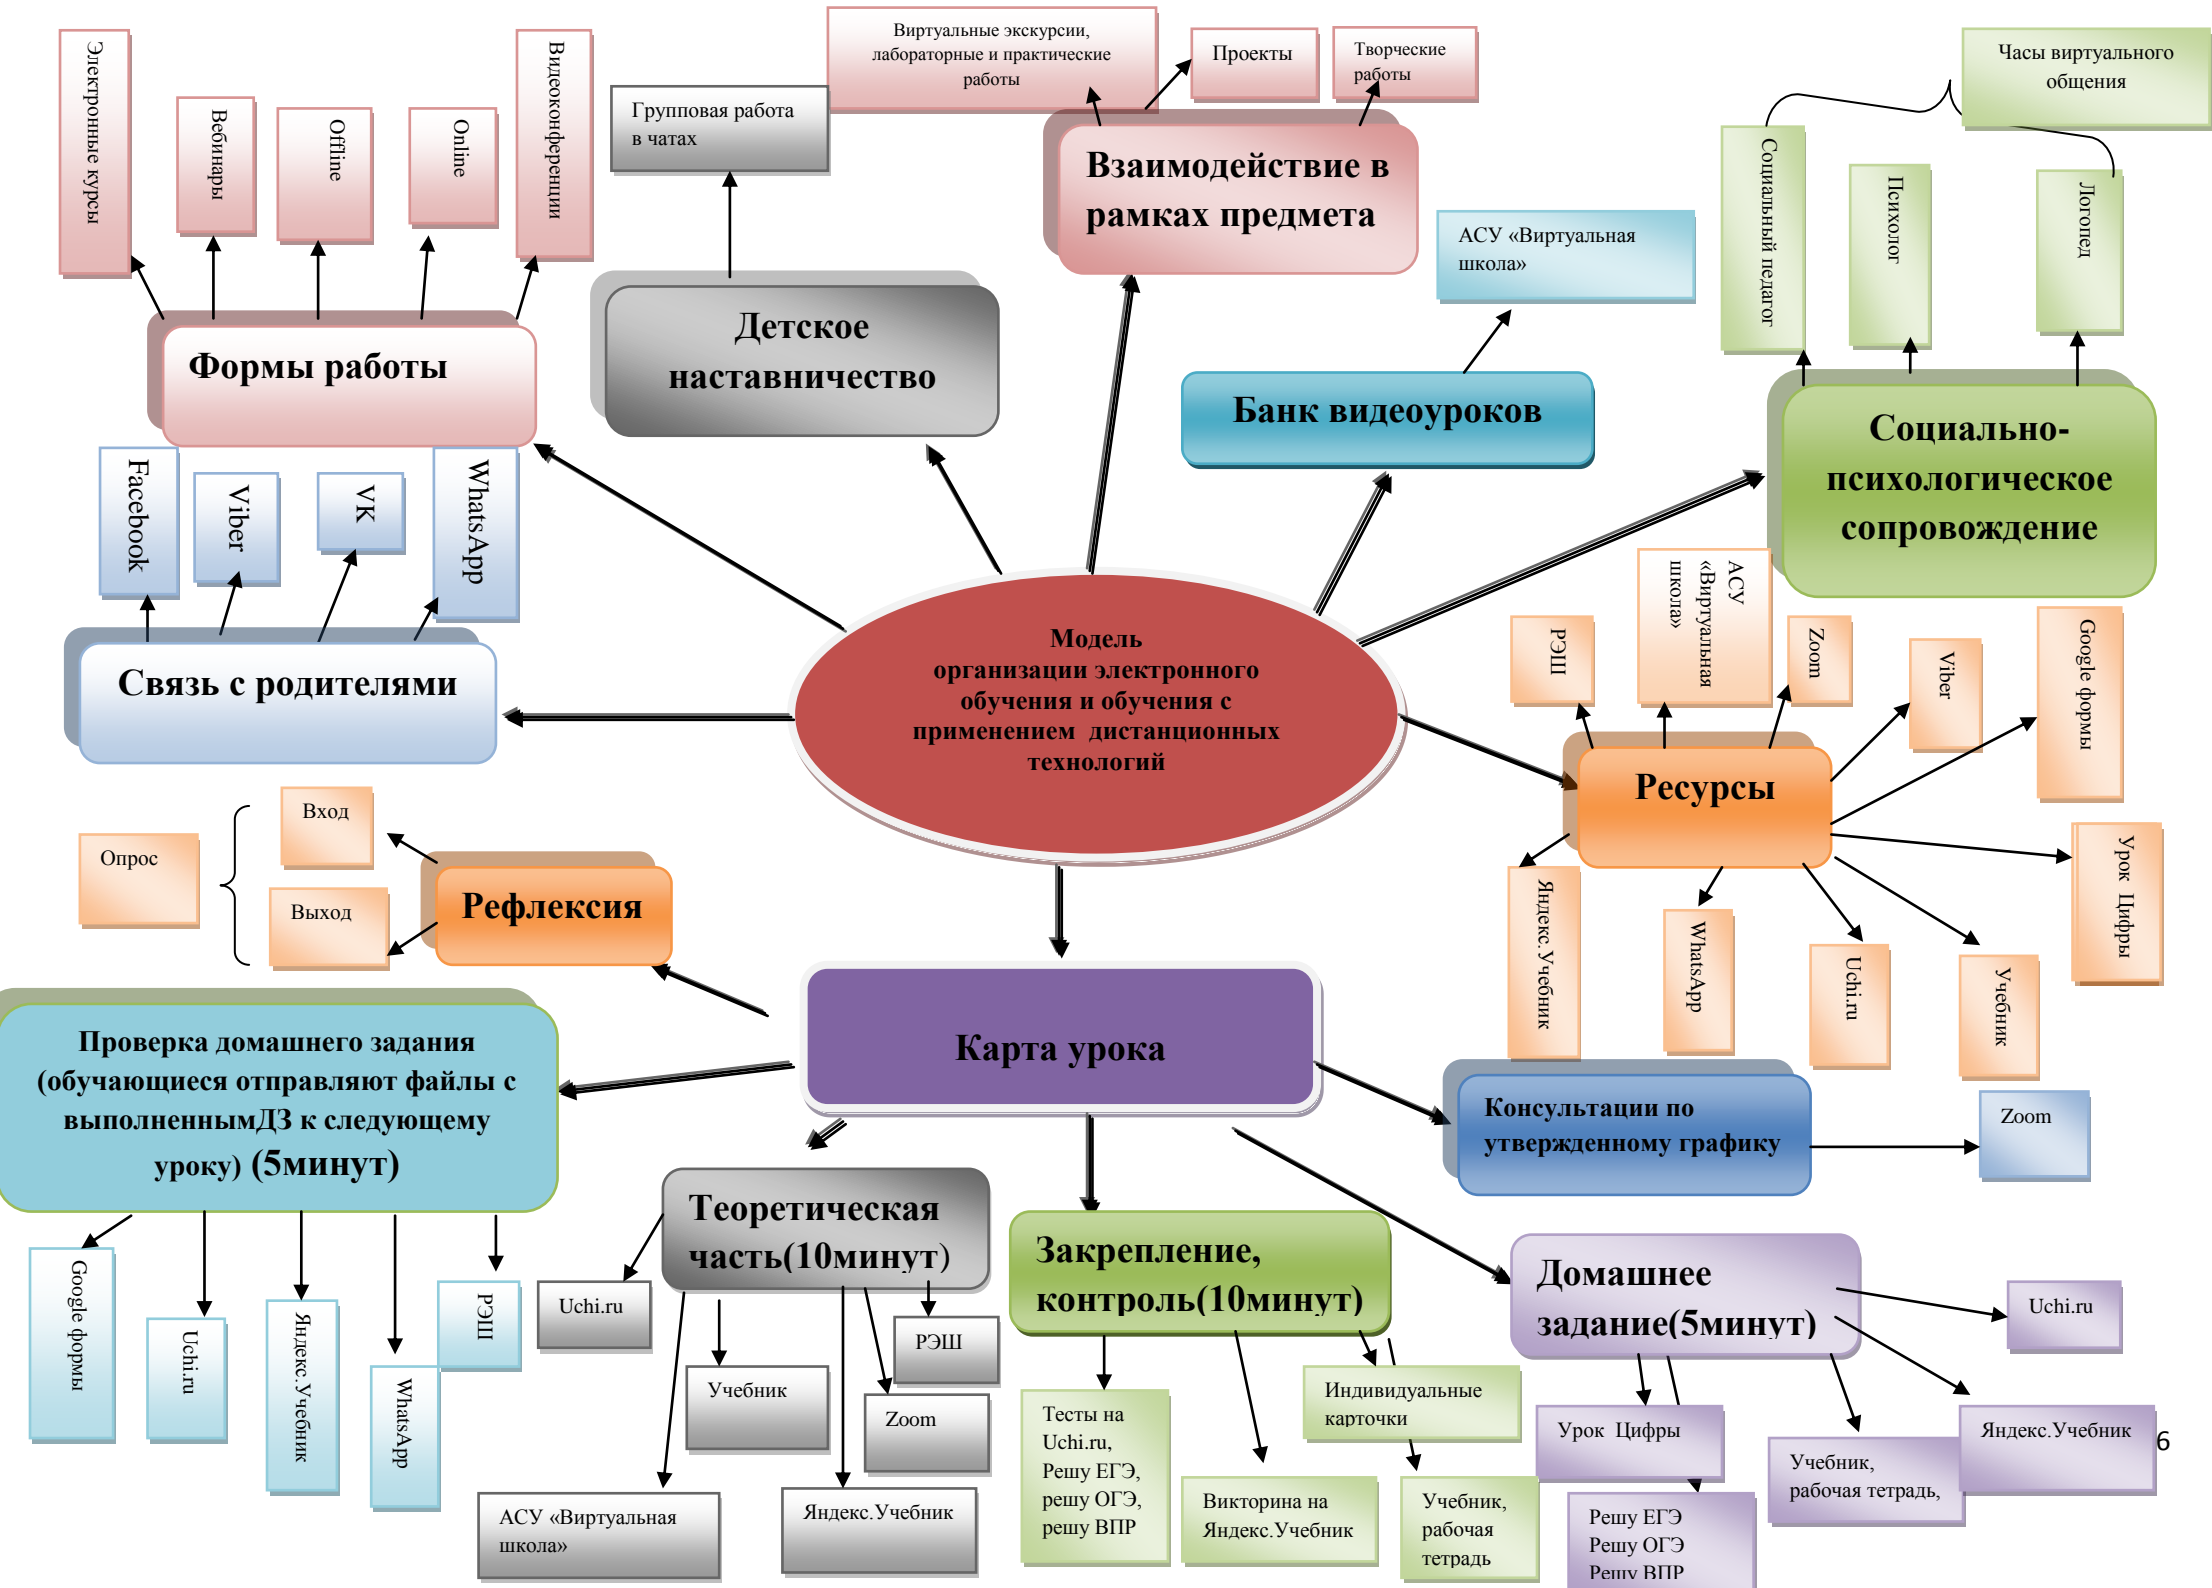 Электронные курсы
Вебинары
Offline
Online
Видеоконференции
Формы работы
Групповая работа
в чатах
Детское
наставничество
Виртуальные экскурсии,
лабораторные и практические
работы
Проекты
Творческие
работы
Взаимодействие в
рамках предмета
АСУ «Виртуальная
школа»
Банк видеоуроков
Часы виртуального
общения
Социальный педагог
Психолог
Логопед
Социально-
психологическое
сопровождение
Facebook
Viber
VK
WhatsApp
Связь с родителями
Модель
организации электронного
обучения и обучения с
применением дистанционных
технологий
РЭШ
АСУ
«Виртуальная
школа»
Zoom
Viber
Google формы
Ресурсы
Урок Цифры
Яндекс.Учебник
WhatsApp
Uchi.ru
Учебник
Опрос
Вход
Выход
Рефлексия
Карта урока
Проверка домашнего задания
(обучающиеся отправляют файлы с
выполненнымДЗ к следующему
уроку) (5минут)
Google формы
Uchi.ru
Яндекс.Учебник
WhatsApp
РЭШ
Теоретическая
часть(10минут)
Uchi.ru
Учебник
РЭШ
Zoom
АСУ «Виртуальная
школа»
Яндекс.Учебник
Закрепление,
контроль(10минут)
Тесты на
Uchi.ru,
Решу ЕГЭ,
решу ОГЭ,
решу ВПР
Викторина на
Яндекс.Учебник
Индивидуальные
карточки
Учебник,
рабочая
тетрадь
Консультации по
утвержденному графику
Zoom
Домашнее
задание(5минут)
Uchi.ru
Урок Цифры
Решу ЕГЭ
Решу ОГЭ
Решу ВПР
Учебник,
рабочая тетрадь,
Яндекс.Учебник
6